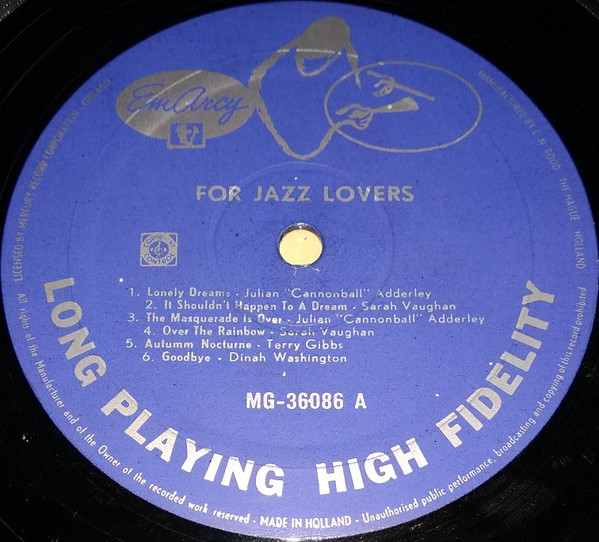 EmArcy
FOR JAZZ LOVERS
COPYRIGHT CONTROL
1. Lonely Dreams - Julian "Cannonball" Adderley
2. It Shouldn't Happen To A Dream - Sarah Vaughan
3. The Masquerade Is Over - Julian "Cannonball" Adderley
4. Over The Rainbow - Sarah Vaughan
5. Autumm Nocturne - Terry Gibbs
6. Goodbye - Dinah Washington
MG-36086 A
LONG PLAYING HIGH FIDELITY
LICENSED BY MERCURY RECORD CORPORATION - CHICAGO
MANUFACTURED BY C. N. ROOD THE HAGUE HOLLAND
All rights of the Manufacturer and of the Owner of the recorded work reserved - MADE IN HOLLAND - Unauthorised public performance, broadcasting and copying of this record prohibited